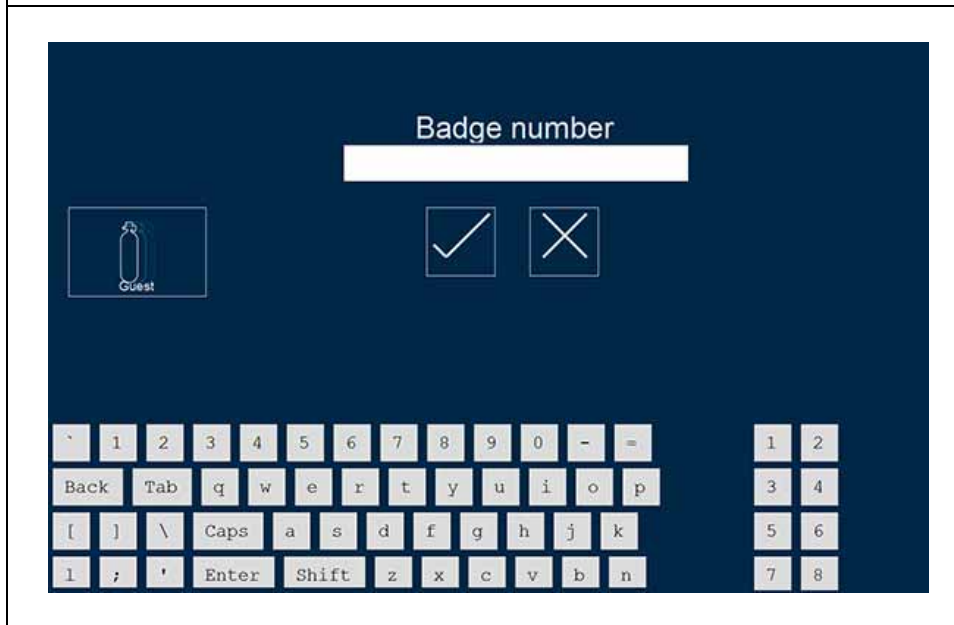 Badge number
Guest
` 1 2 3 4 5 6 7 8 9 0 - = 1 2
Back Tab q w e r t y u i o p 3 4
[ ] \ Caps a s d f g h j k 5 6
l ; ' Enter Shift z x c v b n 7 8